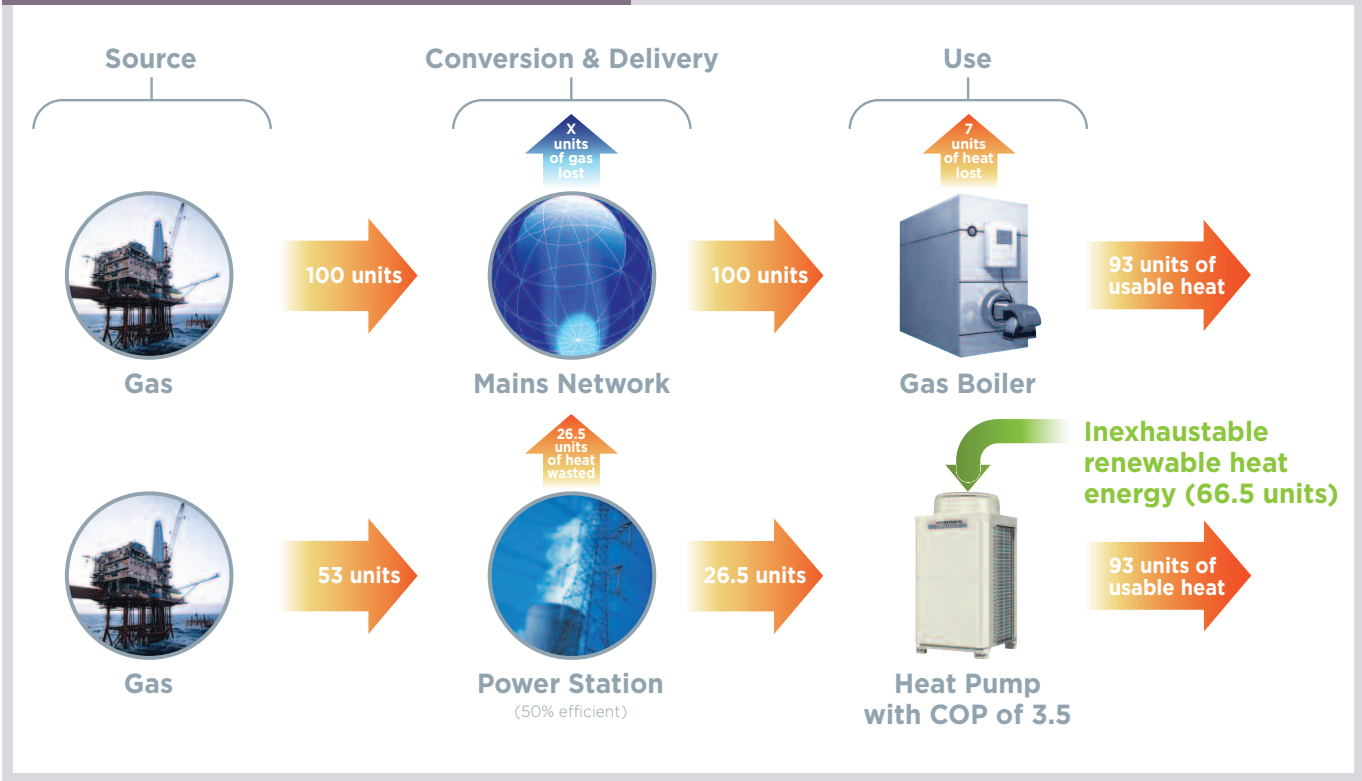 Source
Conversion & Delivery
Use
X
units
of gas
lost
7
units
of heat
lost
100 units
100 units
93 units of
usable heat
Gas
Mains Network
Gas Boiler
26.5
units
of heat
wasted
Inexhaustable
renewable heat
energy (66.5 units)
53 units
26.5 units
93 units of
usable heat
Gas
Power Station
(50% efficient)
Heat Pump
with COP of 3.5